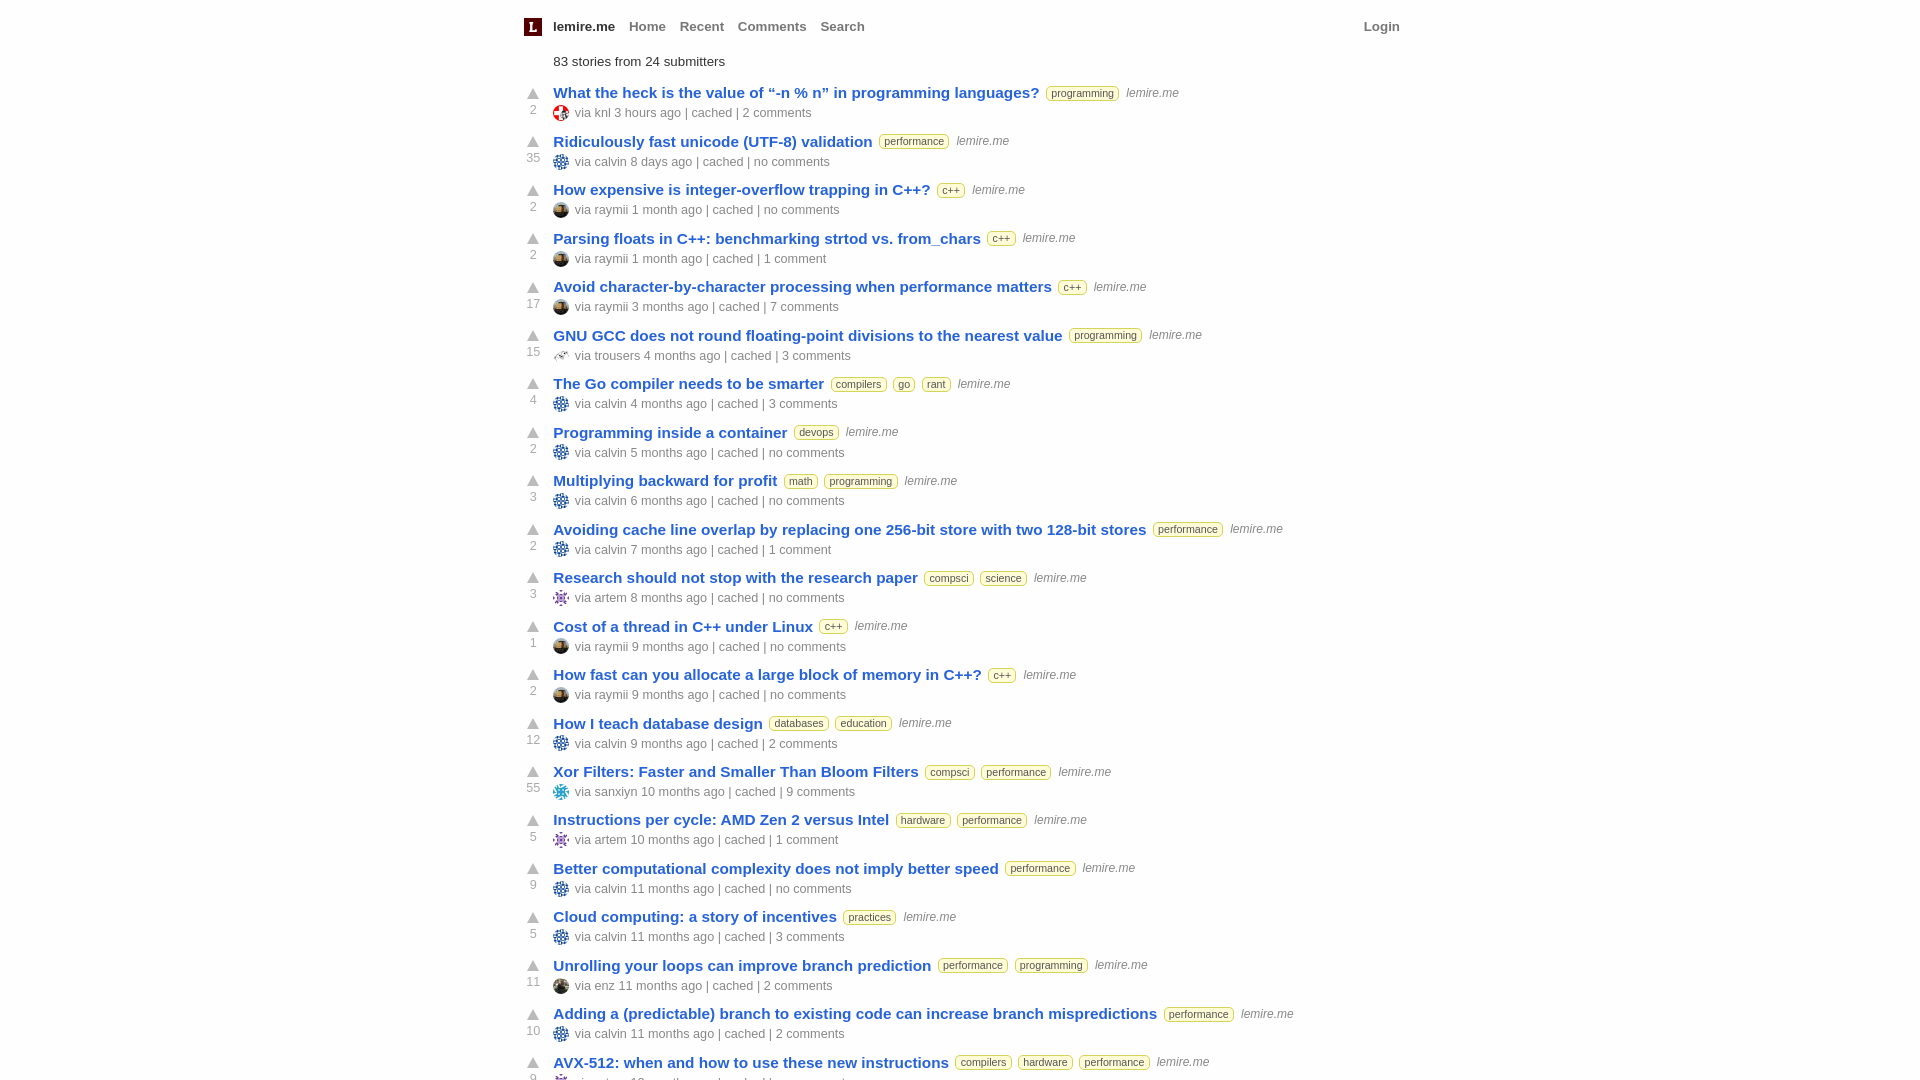 L lemire.me Home Recent Comments Search Login
83 stories from 24 submitters
What the heck is the value of “-n % n” in programming languages? programming lemire.me
2 via knl 3 hours ago | cached | 2 comments
Ridiculously fast unicode (UTF-8) validation performance lemire.me
35 via calvin 8 days ago | cached | no comments
How expensive is integer-overflow trapping in C++? c++ lemire.me
2 via raymii 1 month ago | cached | no comments
Parsing floats in C++: benchmarking strtod vs. from_chars c++ lemire.me
2 via raymii 1 month ago | cached | 1 comment
Avoid character-by-character processing when performance matters c++ lemire.me
17 via raymii 3 months ago | cached | 7 comments
GNU GCC does not round floating-point divisions to the nearest value programming lemire.me
15 via trousers 4 months ago | cached | 3 comments
The Go compiler needs to be smarter compilers go rant lemire.me
4 via calvin 4 months ago | cached | 3 comments
Programming inside a container devops lemire.me
2 via calvin 5 months ago | cached | no comments
Multiplying backward for profit math programming lemire.me
3 via calvin 6 months ago | cached | no comments
Avoiding cache line overlap by replacing one 256-bit store with two 128-bit stores performance lemire.me
2 via calvin 7 months ago | cached | 1 comment
Research should not stop with the research paper compsci science lemire.me
3 via artem 8 months ago | cached | no comments
Cost of a thread in C++ under Linux c++ lemire.me
1 via raymii 9 months ago | cached | no comments
How fast can you allocate a large block of memory in C++? c++ lemire.me
2 via raymii 9 months ago | cached | no comments
How I teach database design databases education lemire.me
12 via calvin 9 months ago | cached | 2 comments
Xor Filters: Faster and Smaller Than Bloom Filters compsci performance lemire.me
55 via sanxiyn 10 months ago | cached | 9 comments
Instructions per cycle: AMD Zen 2 versus Intel hardware performance lemire.me
5 via artem 10 months ago | cached | 1 comment
Better computational complexity does not imply better speed performance lemire.me
9 via calvin 11 months ago | cached | no comments
Cloud computing: a story of incentives practices lemire.me
5 via calvin 11 months ago | cached | 3 comments
Unrolling your loops can improve branch prediction performance programming lemire.me
11 via enz 11 months ago | cached | 2 comments
Adding a (predictable) branch to existing code can increase branch mispredictions performance lemire.me
10 via calvin 11 months ago | cached | 2 comments
AVX-512: when and how to use these new instructions compilers hardware performance lemire.me